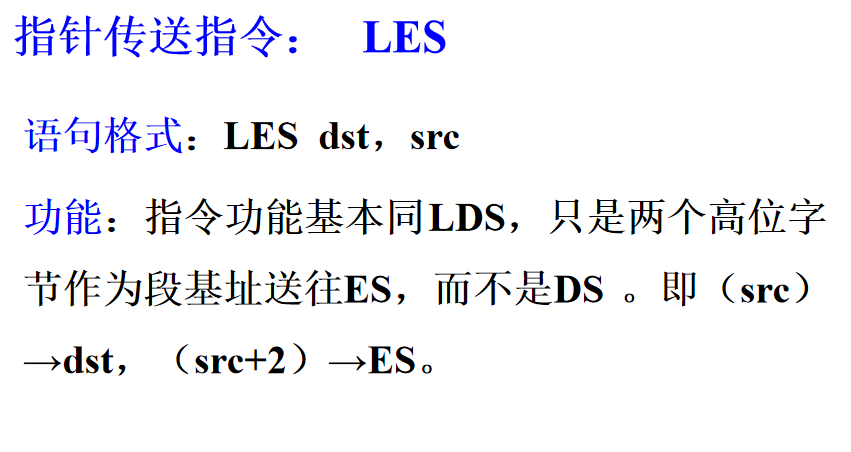 指针传送指令： LES
语句格式：LES dst，src
功能：指令功能基本同LDS，只是两个高位字
节作为段基址送往ES，而不是DS 。即（src）
→dst，（src+2）→ES。